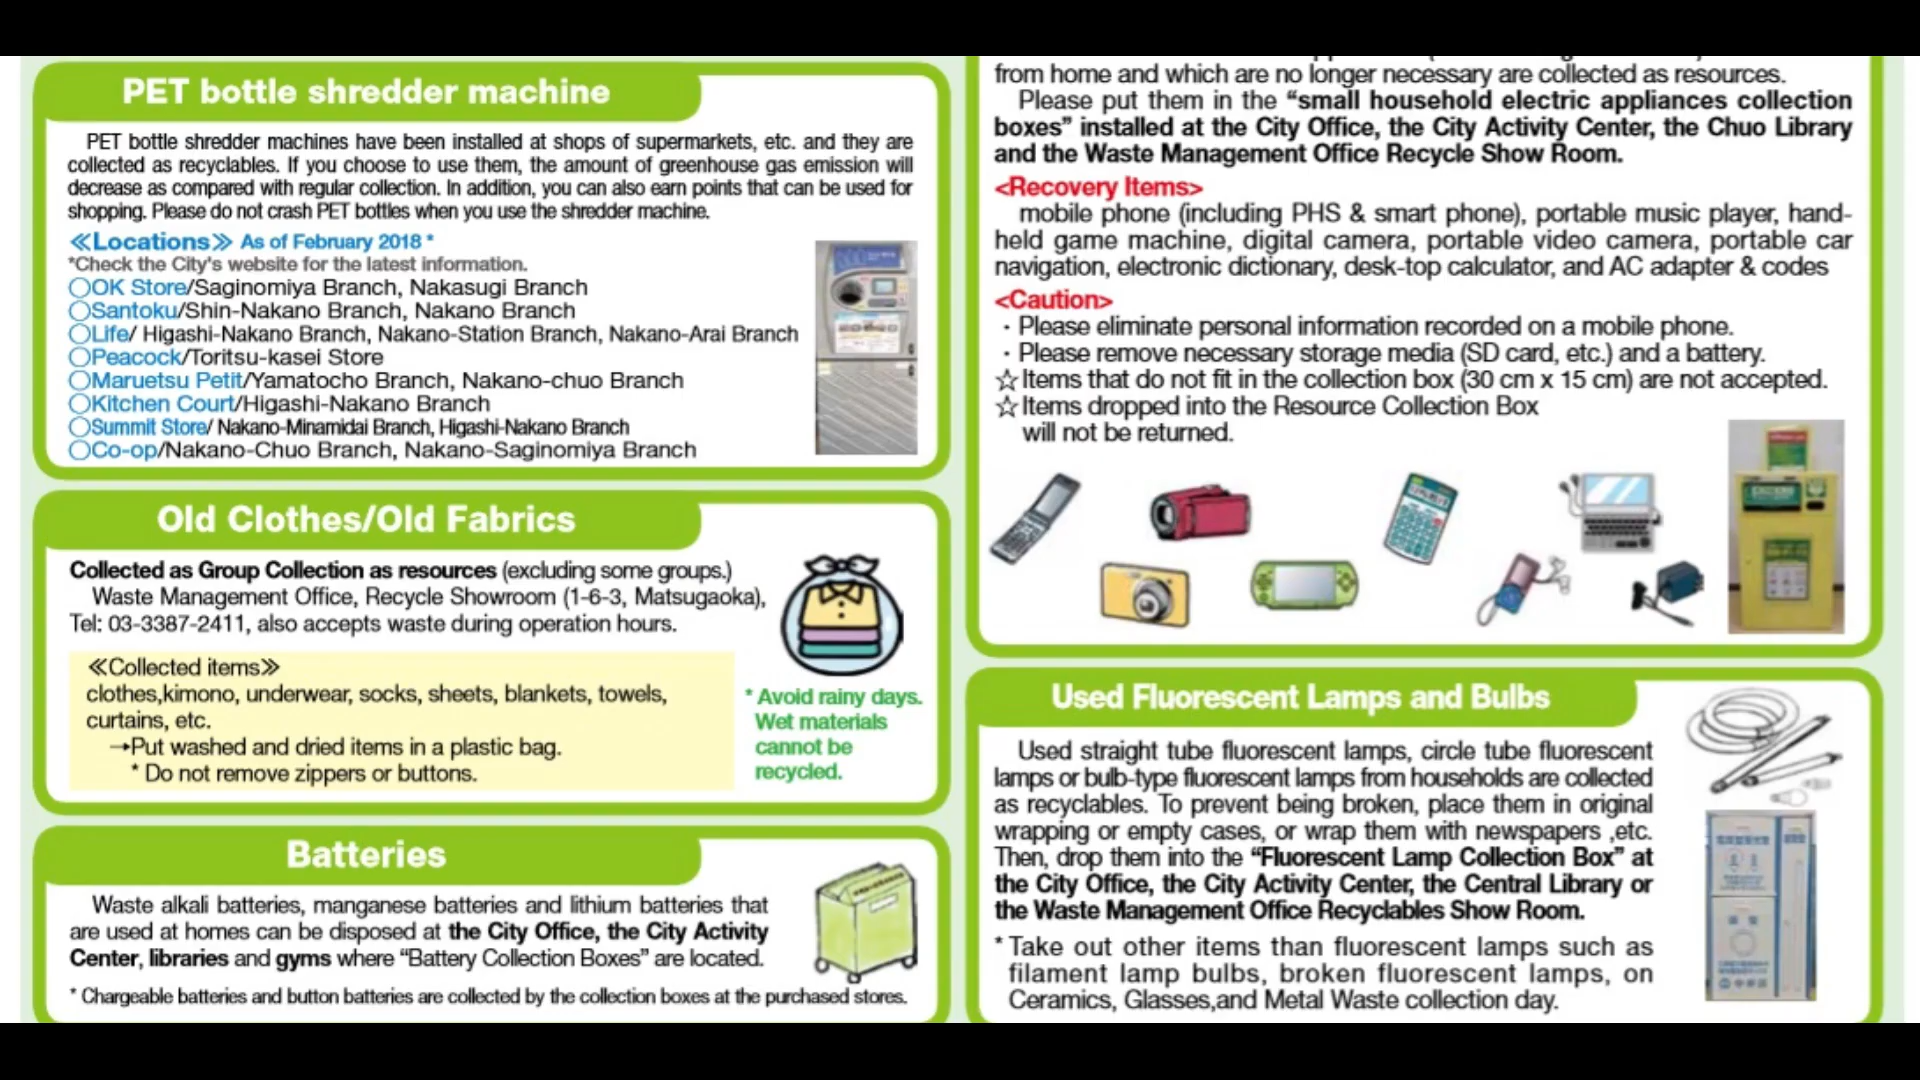 PET bottle shredder machine
PET bottle shredder machines have been installed at shops of supermarkets, etc. and they are
collected as recyclables. If you choose to use them, the amount of greenhouse gas emission will
decrease as compared with regular collection. In addition, you can also earn points that can be used for
shopping. Please do not crash PET bottles when you use the shredder machine.
≪Locations≫ As of February 2018 *
*Check the City's website for the latest information.
○OK Store/Saginomiya Branch, Nakasugi Branch
○Santoku/Shin-Nakano Branch, Nakano Branch
○Life/ Higashi-Nakano Branch, Nakano-Station Branch, Nakano-Arai Branch
○Peacock/Toritsu-kasei Store
○Maruetsu Petit/Yamatocho Branch, Nakano-chuo Branch
○Kitchen Court/Higashi-Nakano Branch
○Summit Store/ Nakano-Minamidai Branch, Higashi-Nakano Branch
○Co-op/Nakano-Chuo Branch, Nakano-Saginomiya Branch
Old Clothes/Old Fabrics
Collected as Group Collection as resources (excluding some groups.)
Waste Management Office, Recycle Showroom (1-6-3, Matsugaoka),
Tel: 03-3387-2411, also accepts waste during operation hours.
≪Collected items≫
clothes,kimono, underwear, socks, sheets, blankets, towels,
curtains, etc.
→Put washed and dried items in a plastic bag.
* Do not remove zippers or buttons.
* Avoid rainy days.
Wet materials
cannot be
recycled.
Batteries
Waste alkali batteries, manganese batteries and lithium batteries that
are used at homes can be disposed at the City Office, the City Activity
Center, libraries and gyms where “Battery Collection Boxes” are located.
* Chargeable batteries and button batteries are collected by the collection boxes at the purchased stores.
from home and which are no longer necessary are collected as resources.
Please put them in the “small household electric appliances collection
boxes” installed at the City Office, the City Activity Center, the Chuo Library
and the Waste Management Office Recycle Show Room.
<Recovery Items>
mobile phone (including PHS & smart phone), portable music player, hand-
held game machine, digital camera, portable video camera, portable car
navigation, electronic dictionary, desk-top calculator, and AC adapter & codes
<Caution>
・Please eliminate personal information recorded on a mobile phone.
・Please remove necessary storage media (SD card, etc.) and a battery.
☆Items that do not fit in the collection box (30 cm x 15 cm) are not accepted.
☆Items dropped into the Resource Collection Box
will not be returned.
Used Fluorescent Lamps and Bulbs
Used straight tube fluorescent lamps, circle tube fluorescent
lamps or bulb-type fluorescent lamps from households are collected
as recyclables. To prevent being broken, place them in original
wrapping or empty cases, or wrap them with newspapers ,etc.
Then, drop them into the “Fluorescent Lamp Collection Box” at
the City Office, the City Activity Center, the Central Library or
the Waste Management Office Recyclables Show Room.
* Take out other items than fluorescent lamps such as
filament lamp bulbs, broken fluorescent lamps, on
Ceramics, Glasses,and Metal Waste collection day.